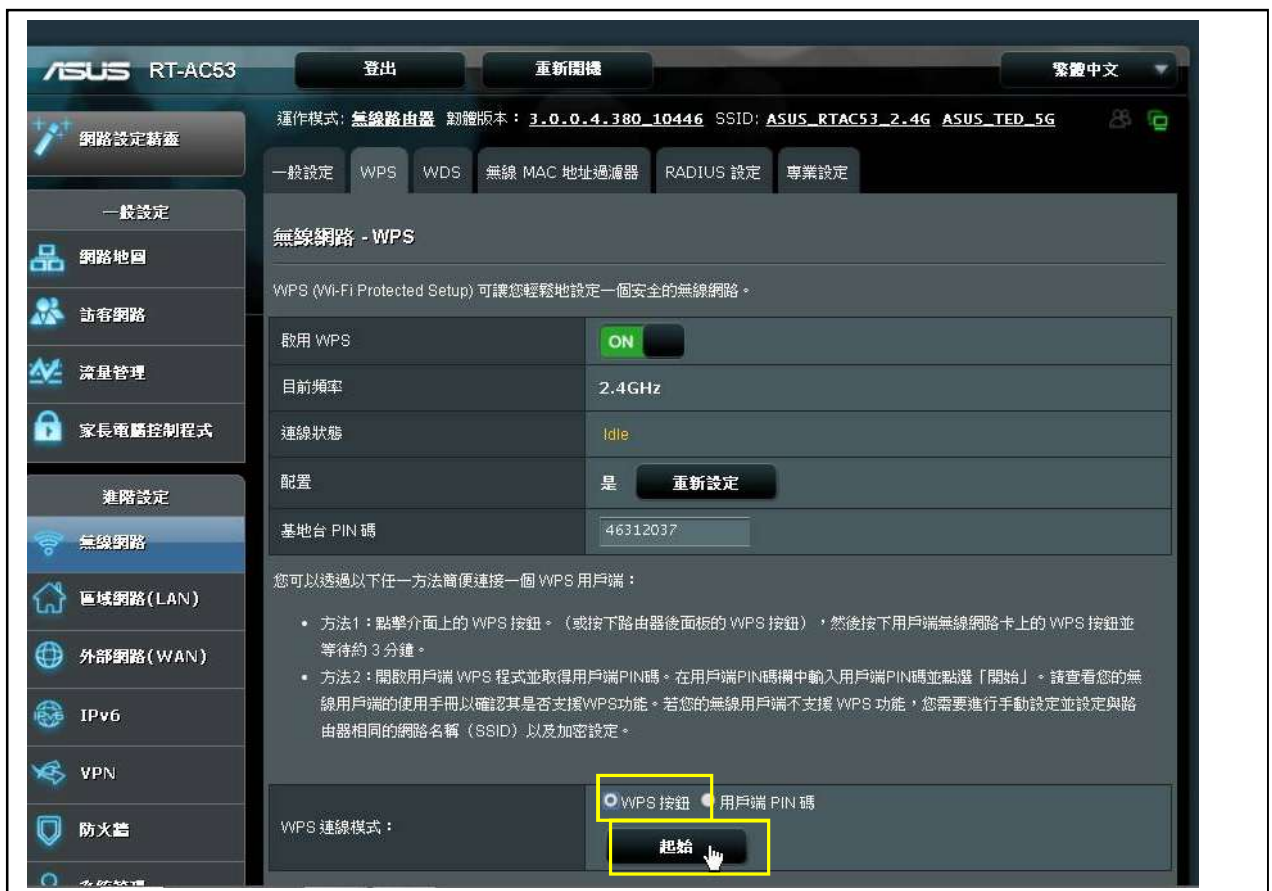 ASUS RT-AC53 登出 重新開機 繁體中文
運作模式: 無線路由器 韌體版本： 3.0.0.4.380_10446 SSID: ASUS_RTAC53_2.4G ASUS_TED_5G
網路設定精靈
一般設定 WPS WDS 無線 MAC 地址過濾器 RADIUS 設定 專業設定
一般設定
網路地圖
訪客網路
流量管理
家長電腦控制程式
進階設定
無線網路
區域網路(LAN)
外部網路(WAN)
IPv6
VPN
防火牆
系統管理
無線網路 - WPS
WPS (Wi-Fi Protected Setup) 可讓您輕鬆地設定一個安全的無線網路。
啟用 WPS ON
目前頻率 2.4GHz
連線狀態 Idle
配置 是 重新設定
基地台 PIN 碼 46312037
您可以透過以下任一方法簡便連接一個 WPS 用戶端：
• 方法1：點擊介面上的 WPS 按鈕。（或按下路由器後面板的 WPS 按鈕），然後按下用戶端無線網路卡上的 WPS 按鈕並
等待約 3 分鐘。
• 方法2：開啟用戶端 WPS 程式並取得用戶端PIN碼。在用戶端PIN碼欄中輸入用戶端PIN碼並點選「開始」。請查看您的無
線用戶端的使用手冊以確認其是否支援WPS功能。若您的無線用戶端不支援 WPS 功能，您需要進行手動設定並設定與路
由器相同的網路名稱（SSID）以及加密設定。
WPS 連線模式：
WPS 按鈕 用戶端 PIN 碼
起始